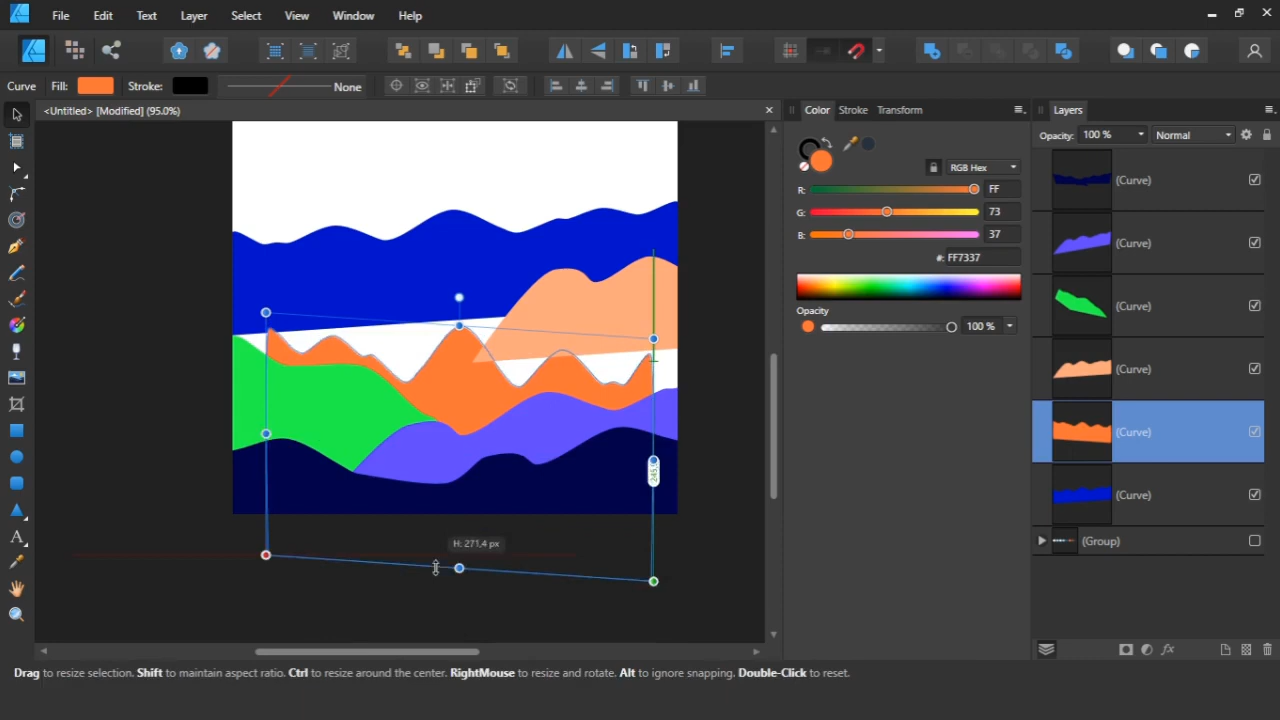 File Edit Text Layer Select View Window Help
Curve Fill: Stroke: None
<Untitled> [Modified] (95.0%)
Color Stroke Transform
RGB Hex
R: FF
G: 73
B: 37
#: FF7337
Opacity
100 %
Layers
Opacity: 100 % Normal
(Curve)
(Curve)
(Curve)
(Curve)
(Curve)
(Curve)
(Group)
H: 271,4 px
Drag to resize selection. Shift to maintain aspect ratio. Ctrl to resize around the center. RightMouse to resize and rotate. Alt to ignore snapping. Double-Click to reset.